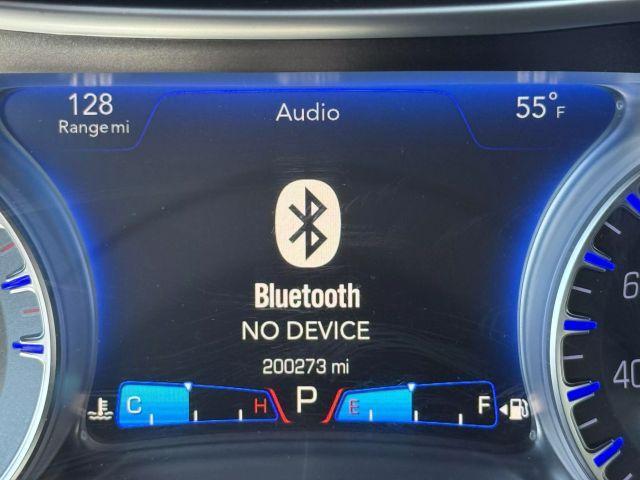 128
Range mi
Audio
55°F
Bluetooth
NO DEVICE
200273 mi
C H P E F
6
40